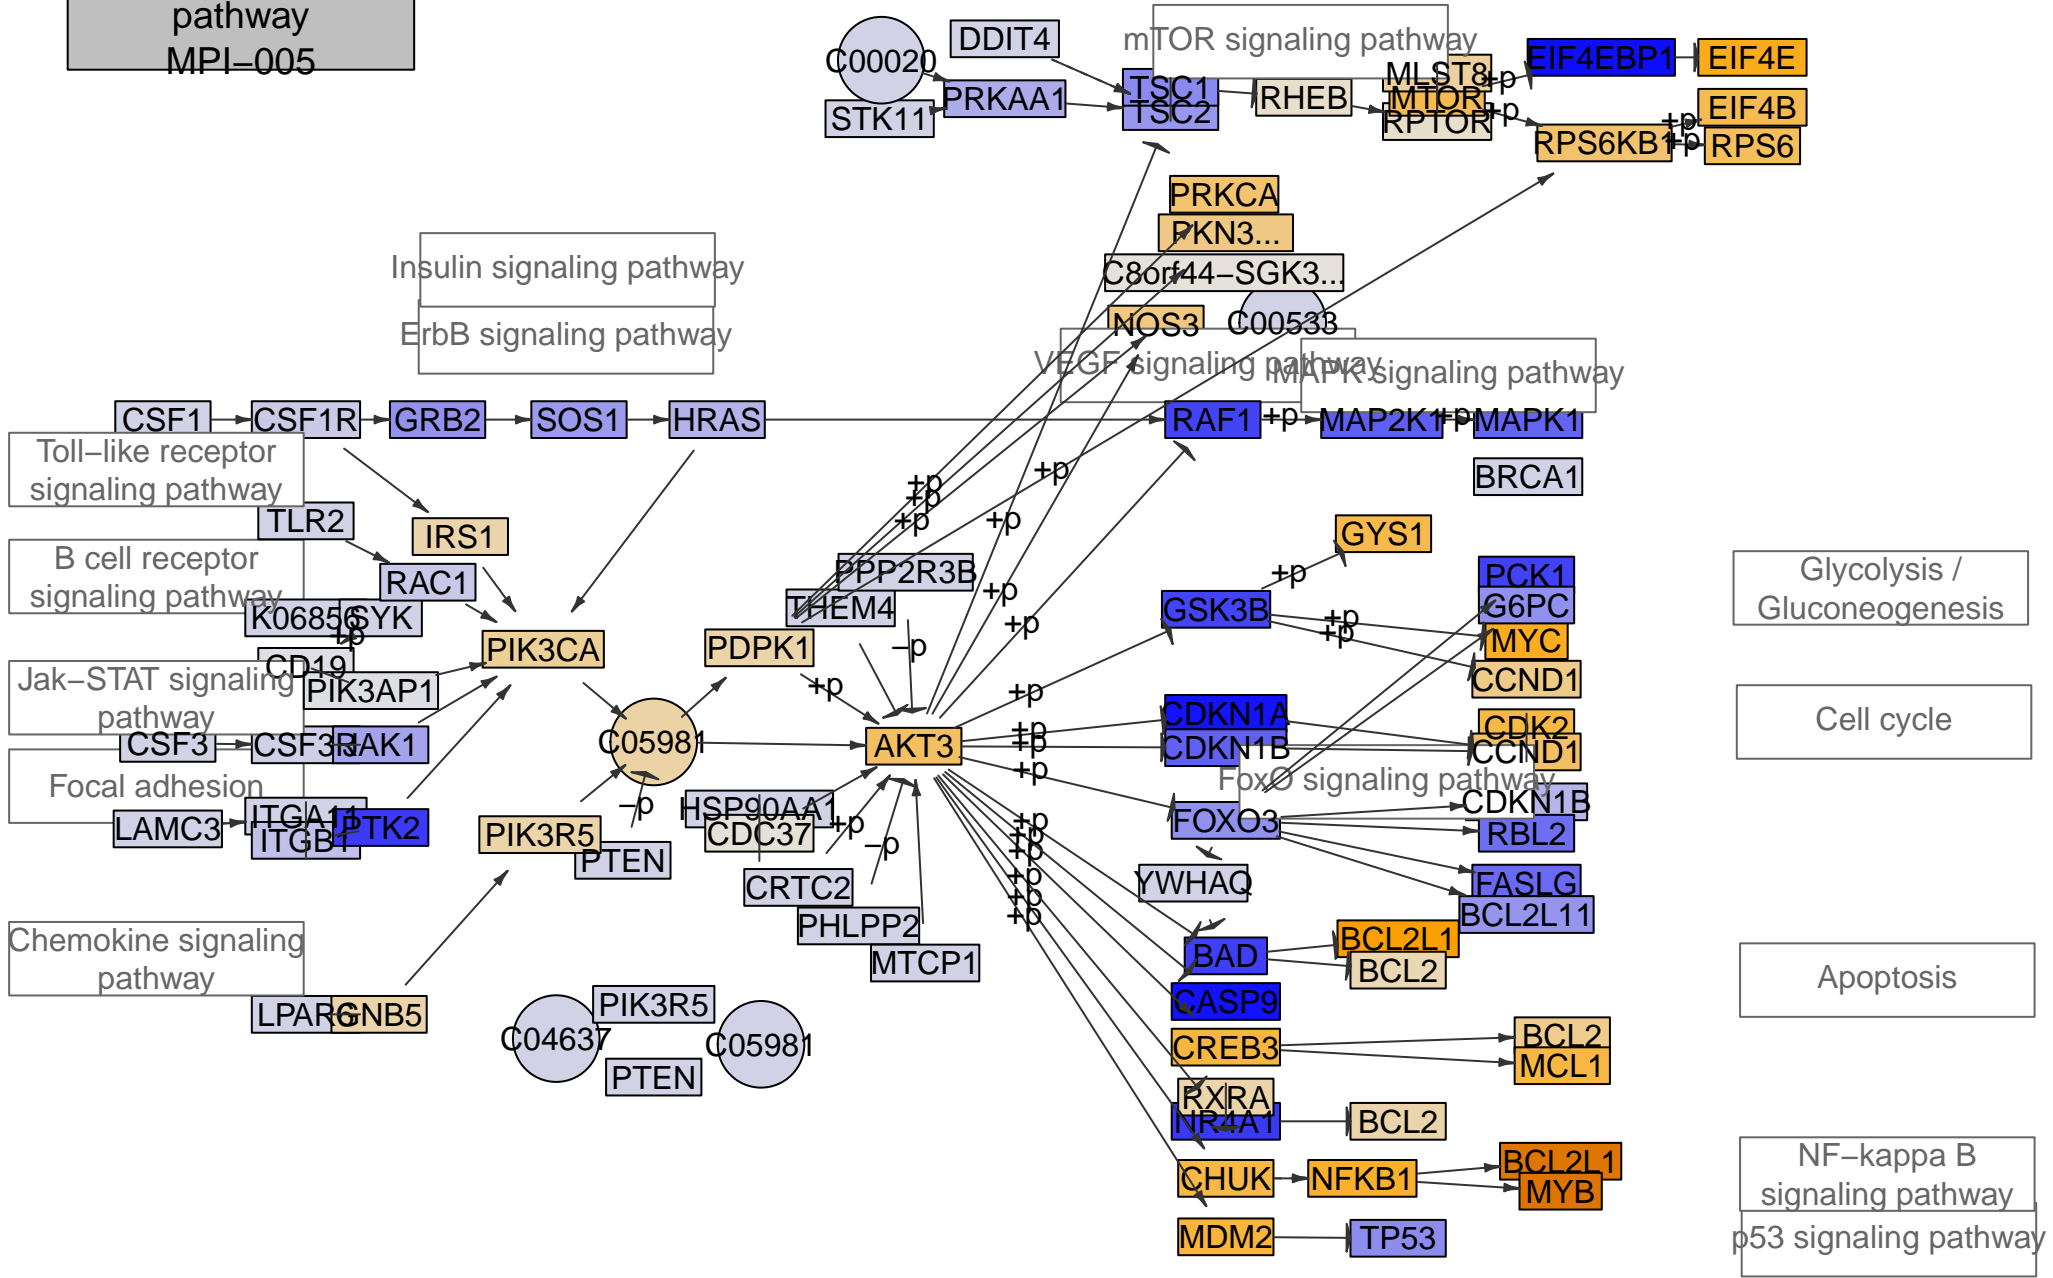 pathway
MPI−005
C00020
DDIT4
STK11
PRKAA1
TSC1
TSC2
mTOR signaling pathway
RHEB
MLST8
MTOR
RPTOR
+p
+p
EIF4EBP1
EIF4E
EIF4B
RPS6KB1
+p
+p
RPS6
PRKCA
PKN3...
C8orf44−SGK3...
NOS3
C00533
Insulin signaling pathway
ErbB signaling pathway
VEGF signaling pathway
MAPK signaling pathway
CSF1
CSF1R
GRB2
SOS1
HRAS
RAF1
+p
MAP2K1
+p
MAPK1
BRCA1
Toll−like receptor
signaling pathway
TLR2
IRS1
B cell receptor
signaling pathway
RAC1
K06856
SYK
+p
CD19
PIK3AP1
PIK3CA
Jak−STAT signaling
pathway
CSF3
CSF3R
JAK1
Focal adhesion
LAMC3
ITGA11
ITGB1
PTK2
Chemokine signaling
pathway
LPAR6
GNB5
+p
+p
+p
+p
+p
+p
+p
PPP2R3B
THEM4
−p
PDPK1
+p
C05981
AKT3
PIK3R5
−p
PTEN
HSP90AA1
CDC37
+p
−p
CRTC2
PHLPP2
MTCP1
C04637
PIK3R5
PTEN
C05981
GYS1
+p
GSK3B
+p
+p
PCK1
G6PC
MYC
CCND1
+p
+p
+p
+p
CDKN1A
CDKN1B
CDK2
CCND1
FoxO signaling pathway
FOXO3
CDKN1B
RBL2
FASLG
BCL2L11
YWHAQ
+p
+p
+p
+p
+p
+p
BAD
BCL2L1
BCL2
CASP9
CREB3
BCL2
MCL1
RXRA
NR4A1
BCL2
CHUK
NFKB1
BCL2L1
MYB
MDM2
TP53
Glycolysis /
Gluconeogenesis
Cell cycle
Apoptosis
NF−kappa B
signaling pathway
p53 signaling pathway